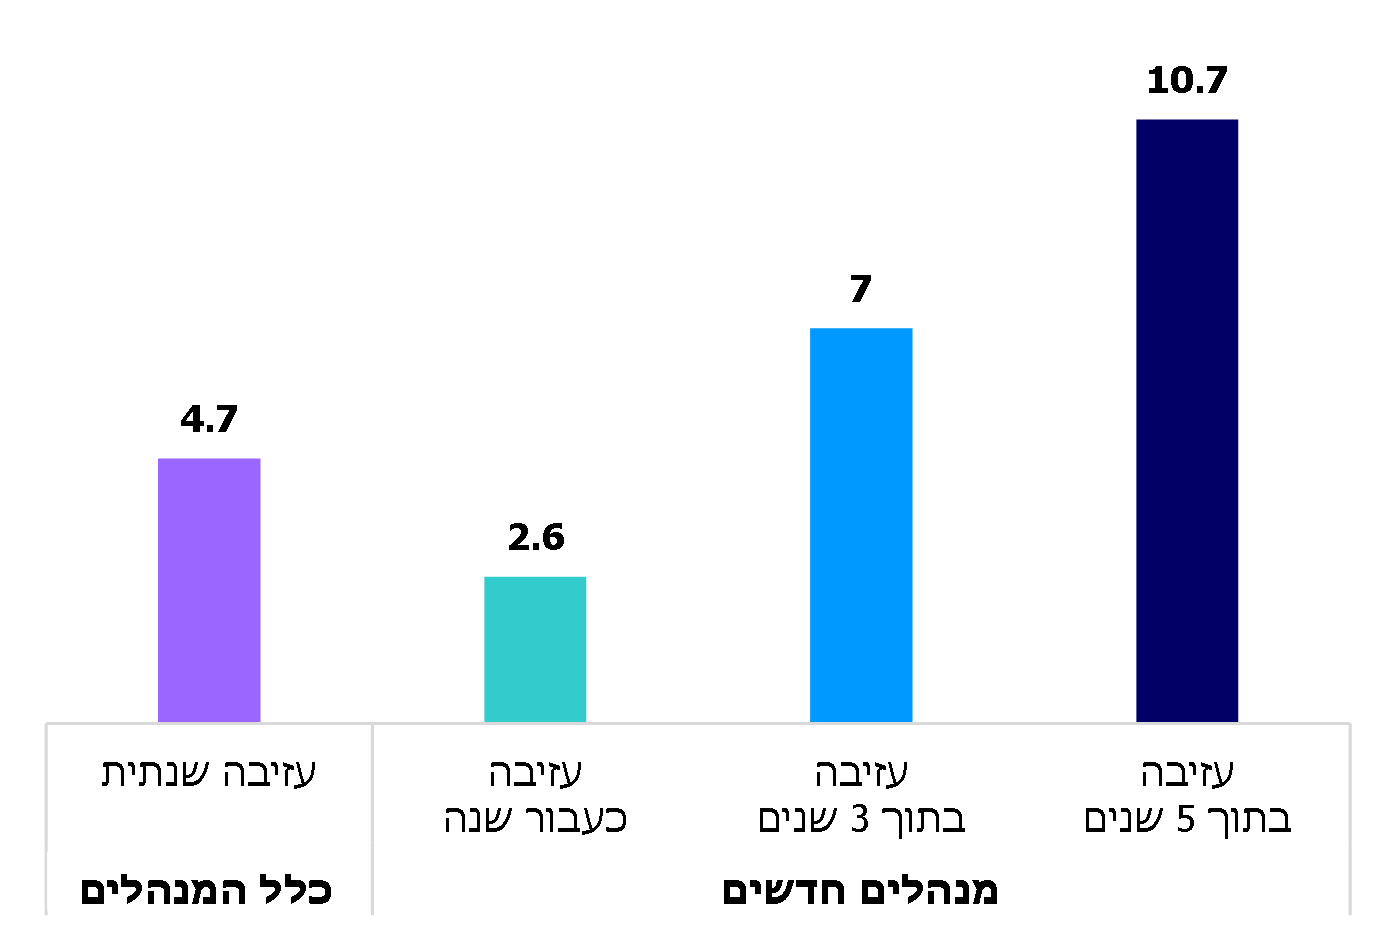 10.7
7
4.7
2.6
עזיבה שנתית
עזיבה
כעבור שנה
עזיבה
בתוך 3 שנים
עזיבה
בתוך 5 שנים
כלל המנהלים
מנהלים חדשים